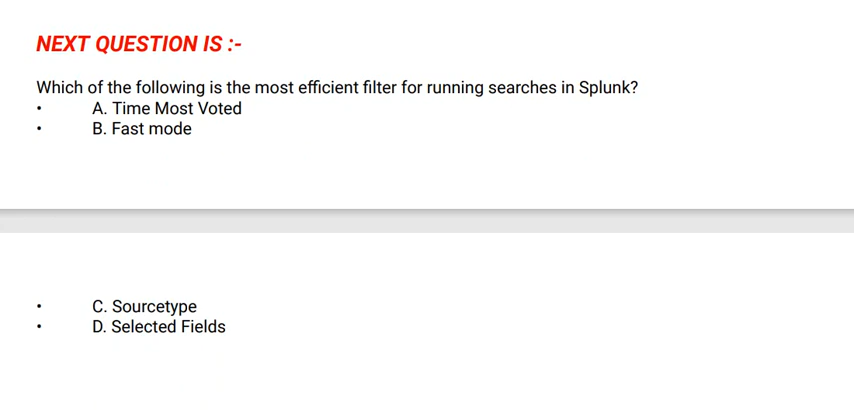 NEXT QUESTION IS :-
Which of the following is the most efficient filter for running searches in Splunk?
• A. Time Most Voted
• B. Fast mode
• C. Sourcetype
• D. Selected Fields